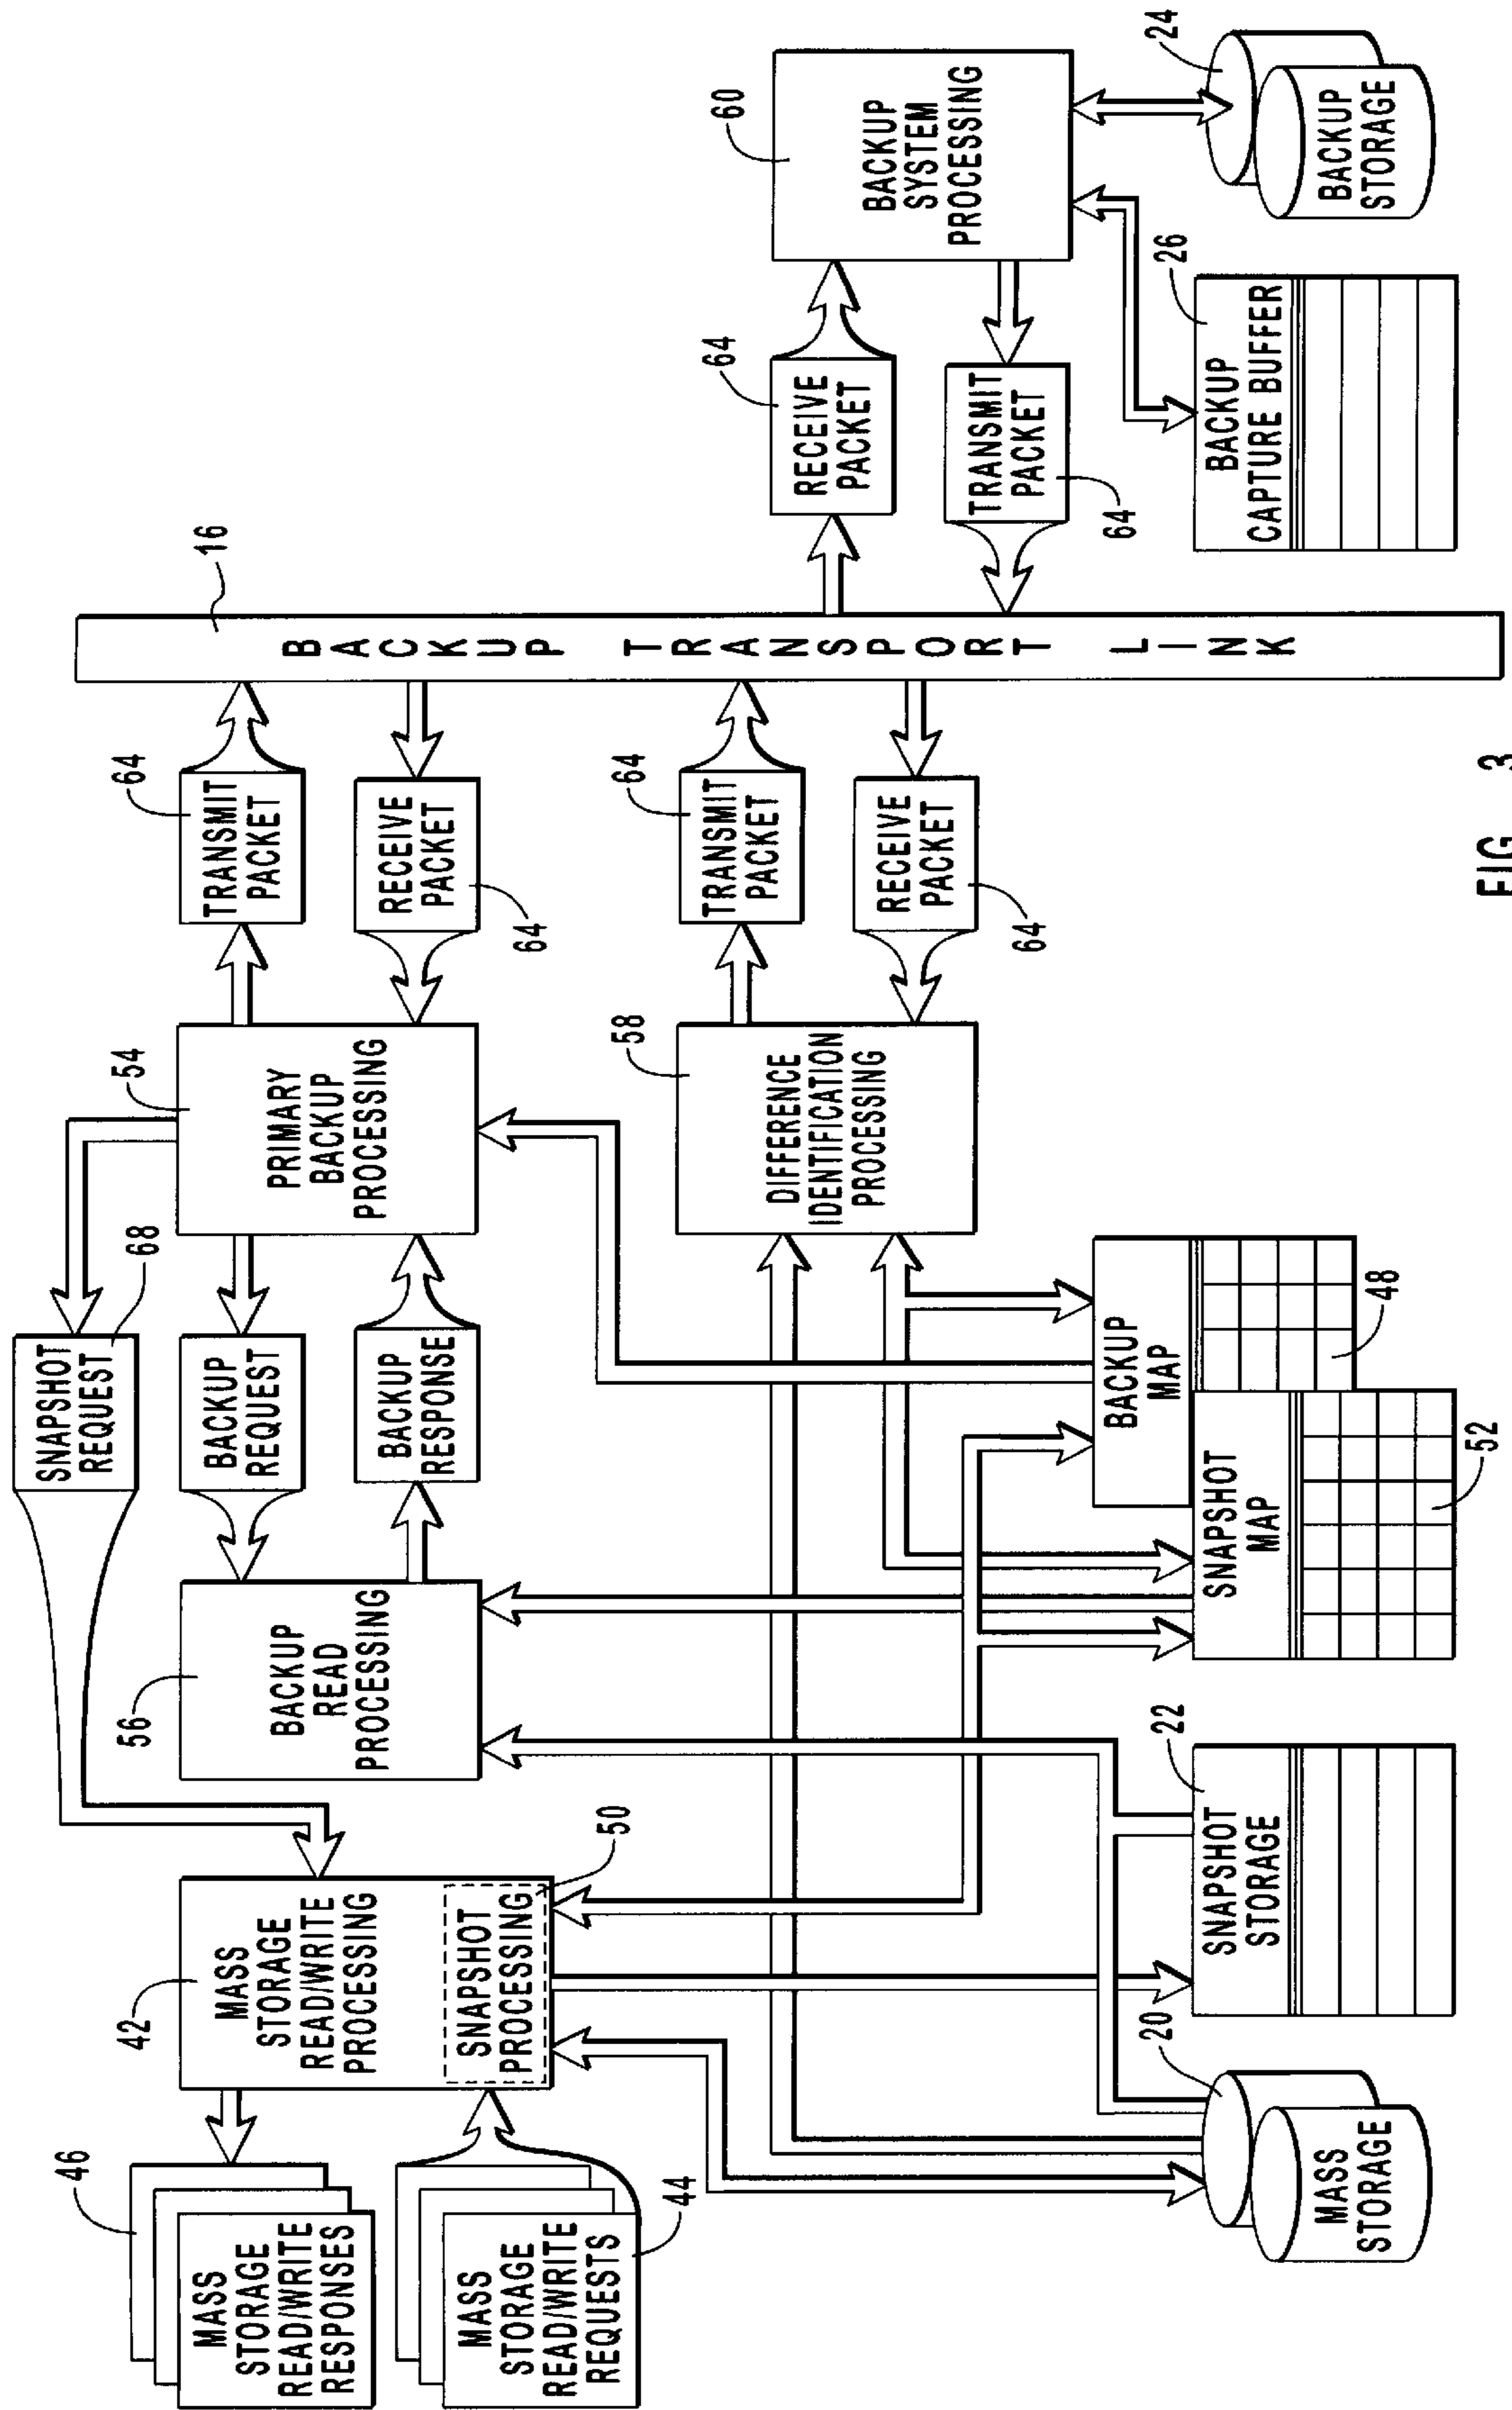 46
MASS
STORAGE
READ/WRITE
RESPONSES
42
MASS
STORAGE
READ/WRITE
PROCESSING
SNAPSHOT
PROCESSING
50
44
MASS
STORAGE
READ/WRITE
REQUESTS
SNAPSHOT
REQUEST
68
56
BACKUP
READ
PROCESSING
BACKUP
REQUEST
BACKUP
RESPONSE
54
PRIMARY
BACKUP
PROCESSING
64
TRANSMIT
PACKET
RECEIVE
PACKET
64
16
BACKUP TRANSPORT LINK
58
DIFFERENCE
IDENTIFICATION
PROCESSING
64
TRANSMIT
PACKET
RECEIVE
PACKET
64
64
RECEIVE
PACKET
TRANSMIT
PACKET
64
60
BACKUP
SYSTEM
PROCESSING
20
MASS
STORAGE
22
SNAPSHOT
STORAGE
BACKUP
MAP
48
SNAPSHOT
MAP
52
26
BACKUP
CAPTURE BUFFER
24
BACKUP
STORAGE
FIG 3